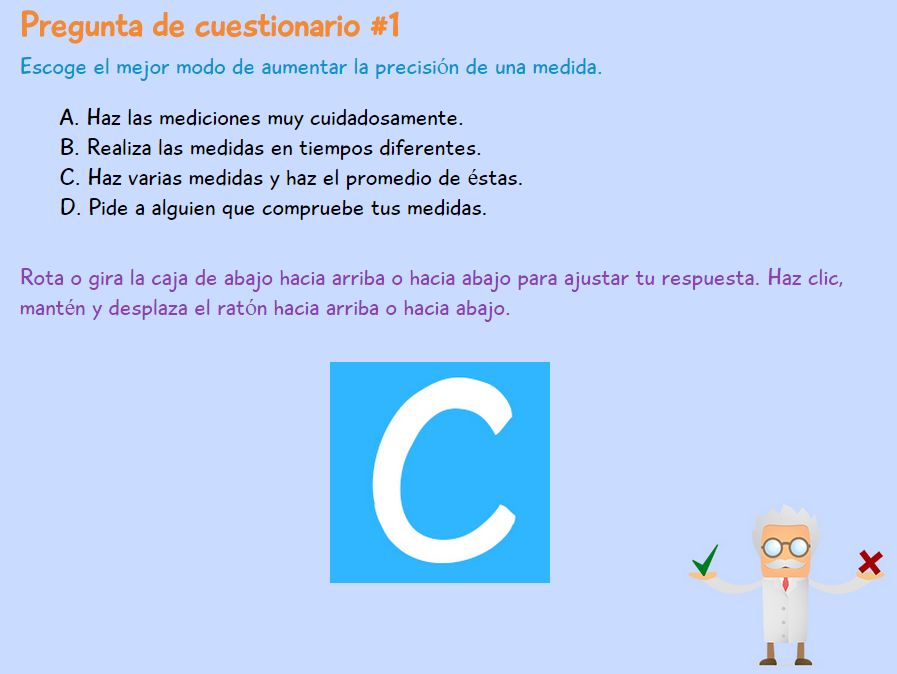 Pregunta de cuestionario #1
Escoge el mejor modo de aumentar la precisión de una medida.
A. Haz las mediciones muy cuidadosamente.
B. Realiza las medidas en tiempos diferentes.
C. Haz varias medidas y haz el promedio de éstas.
D. Pide a alguien que compruebe tus medidas.
Rota o gira la caja de abajo hacia arriba o hacia abajo para ajustar tu respuesta. Haz clic,
mantén y desplaza el ratón hacia arriba o hacia abajo.
C